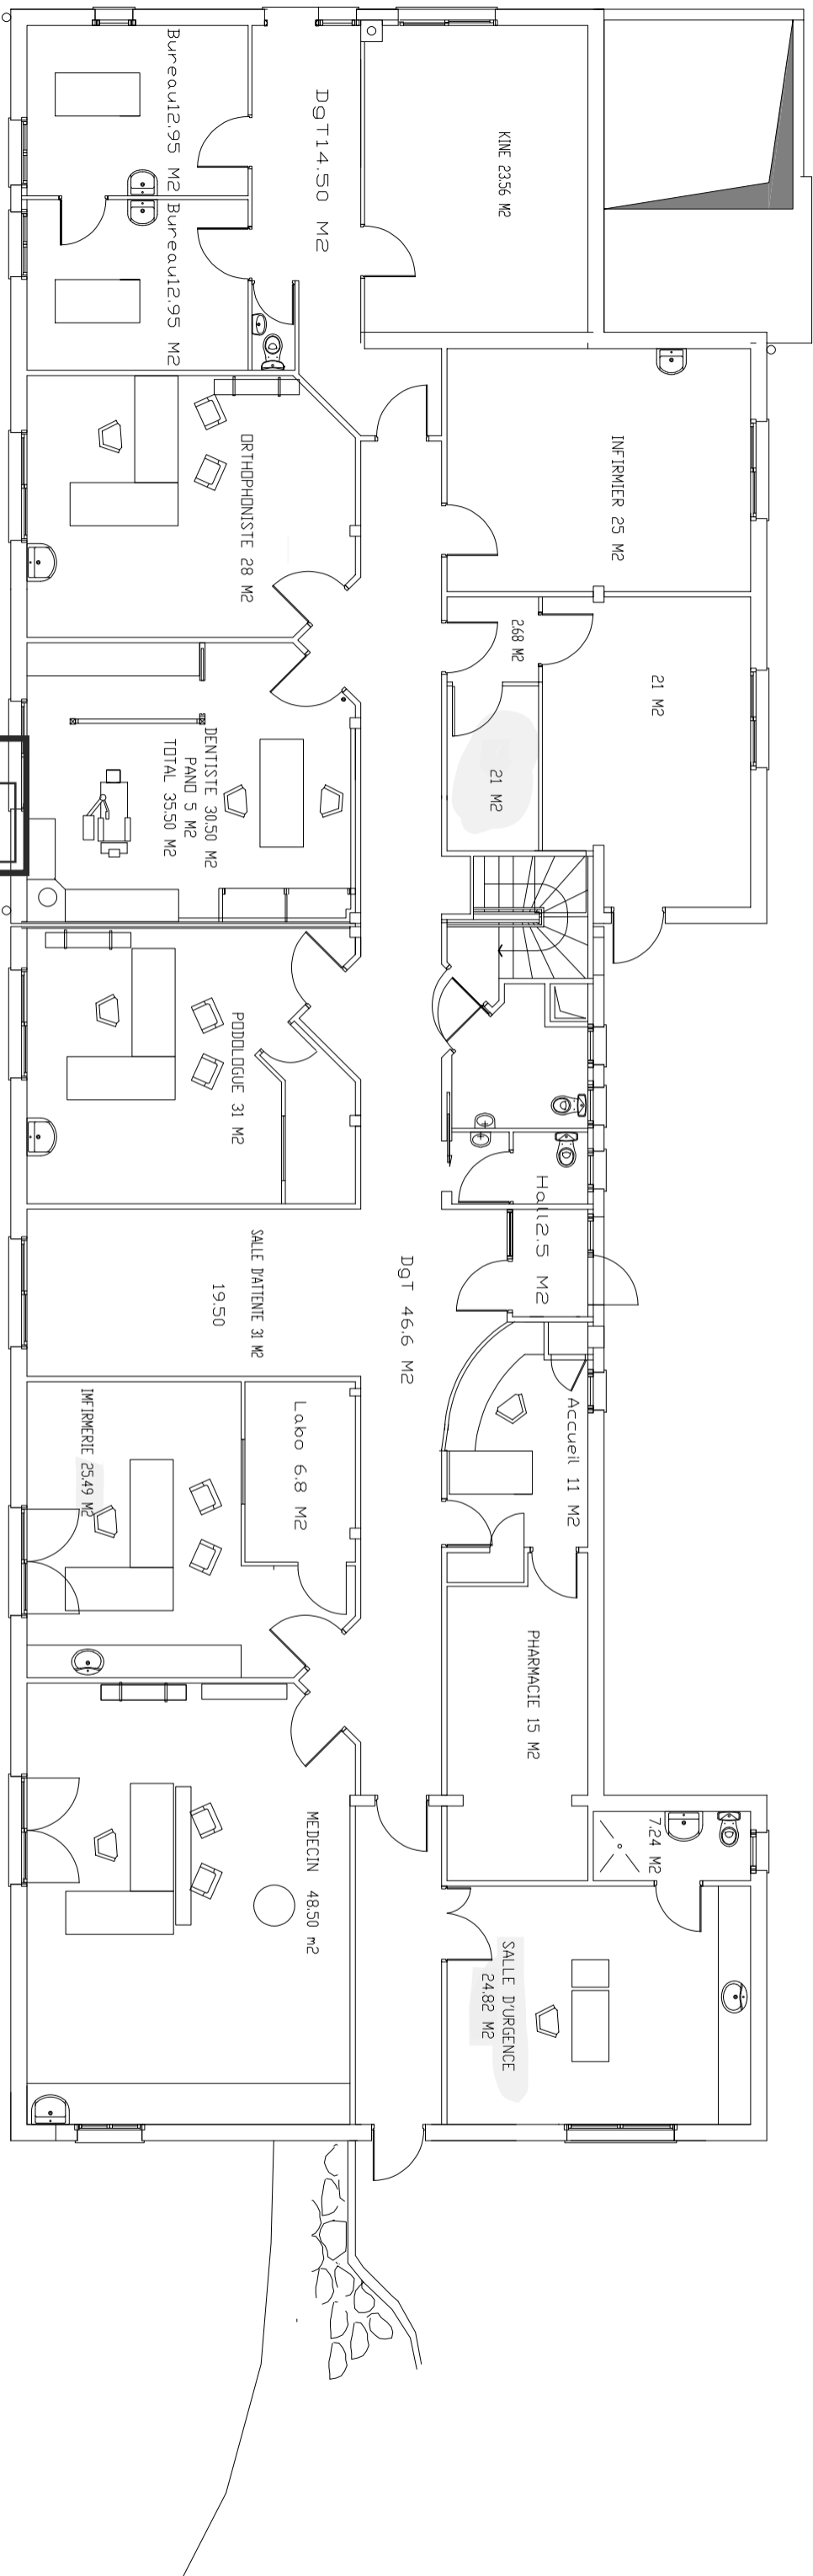 Bureau12.95 M2
Bureau12.95 M2
DgT14.50 M2
KINE 23.56 M2
ORTHOPHONISTE 28 M2
INFIRMIER 25 M2
2.68 M2
21 M2
21 M2
DENTISTE 30.50 M2
PANO 5 M2
TOTAL 35.50 M2
PODOLOGUE 31 M2
Hall2.5 M2
SALLE D'ATTENTE 31 M2
19.50
DgT 46.6 M2
Accueil 11 M2
IMFIRMERIE 25.49 M2
Labo 6.8 M2
PHARMACIE 15 M2
7.24 M2
MEDECIN 48.50 m2
SALLE D'URGENCE
24.82 M2